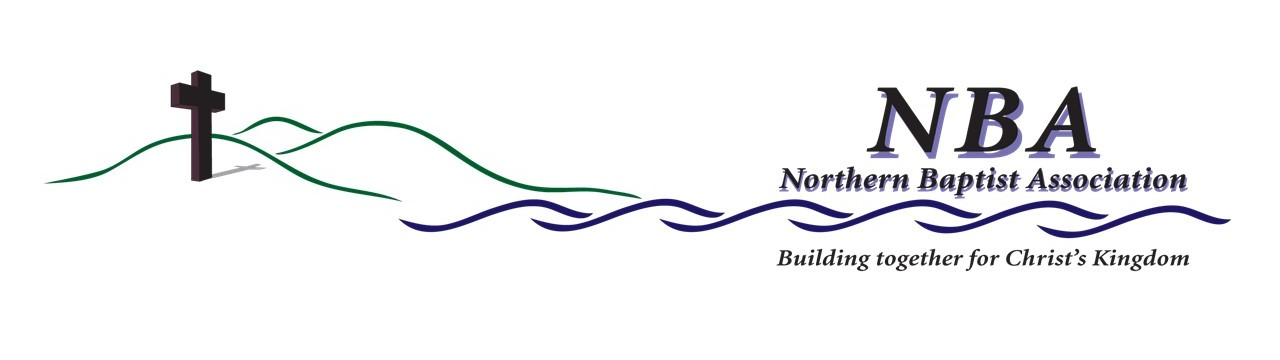 NBA
Northern Baptist Association
Building together for Christ's Kingdom